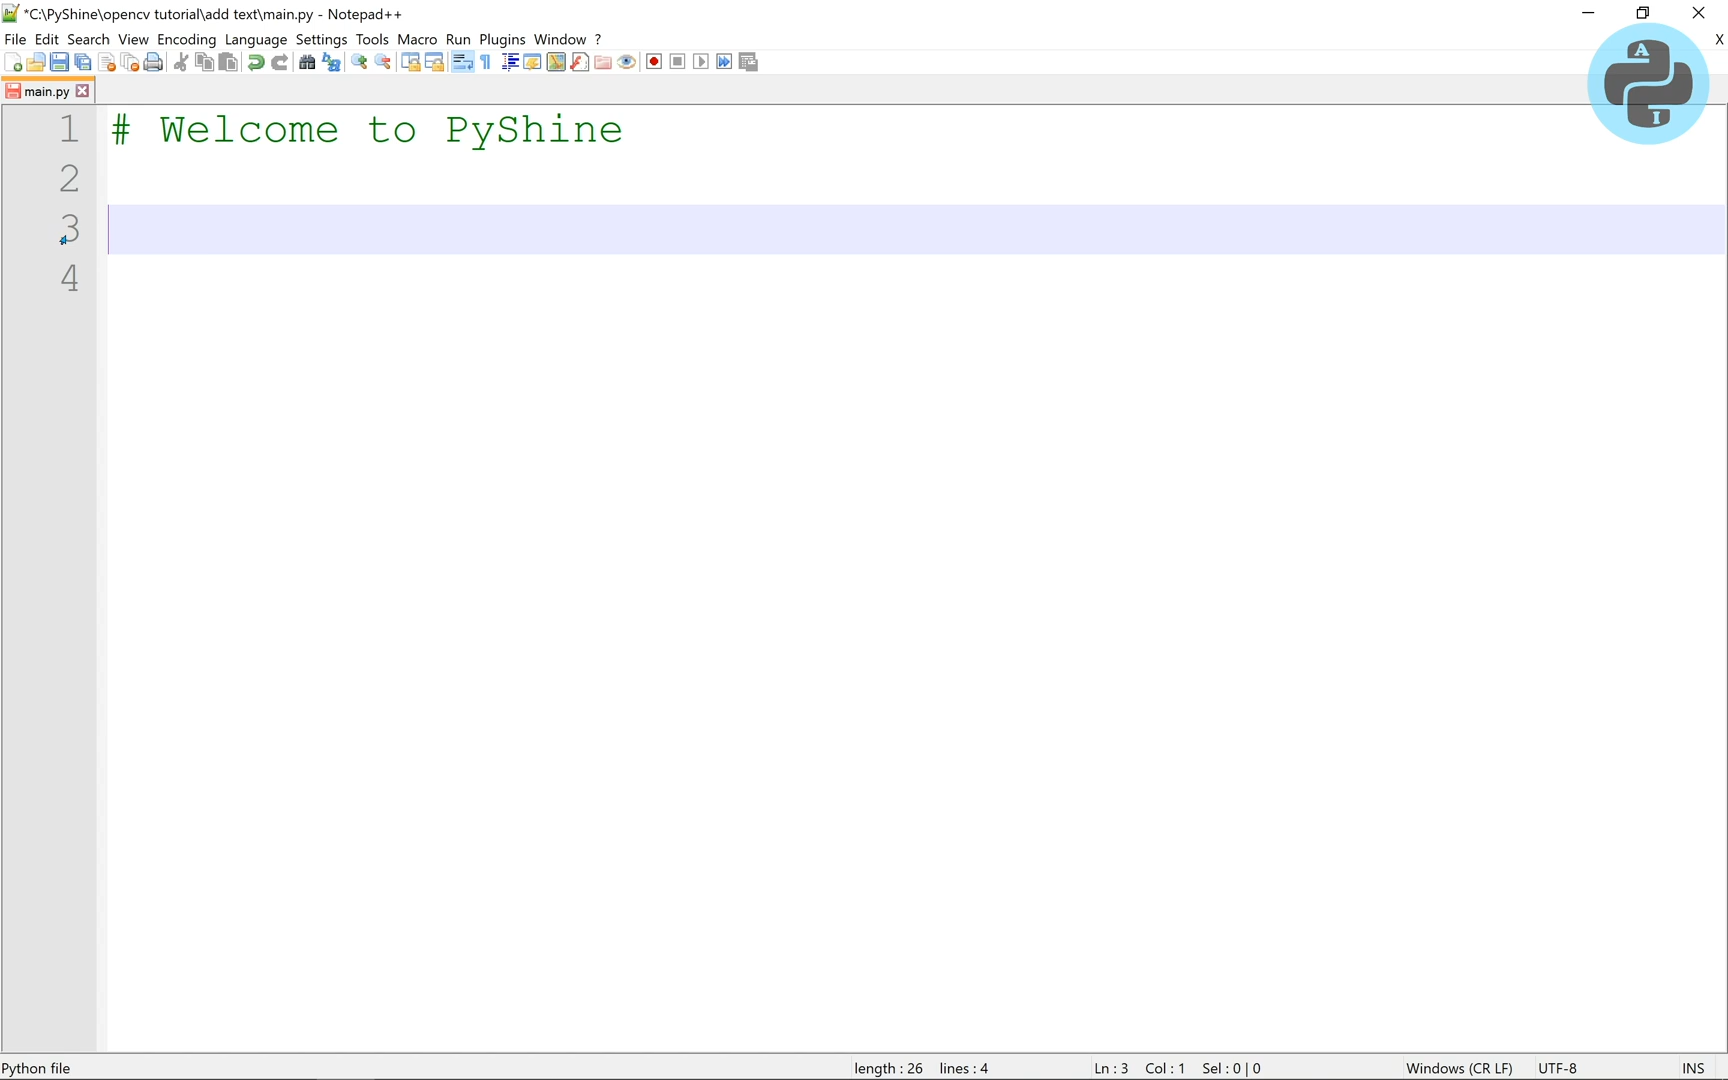 *C:\PyShine\opencv tutorial\add text\main.py - Notepad++
File Edit Search View Encoding Language Settings Tools Macro Run Plugins Window ? X
main.py
A
I
1 # Welcome to PyShine
2
3
4
Python file length : 26 lines : 4 Ln : 3 Col : 1 Sel : 0 | 0 Windows (CR LF) UTF-8 INS